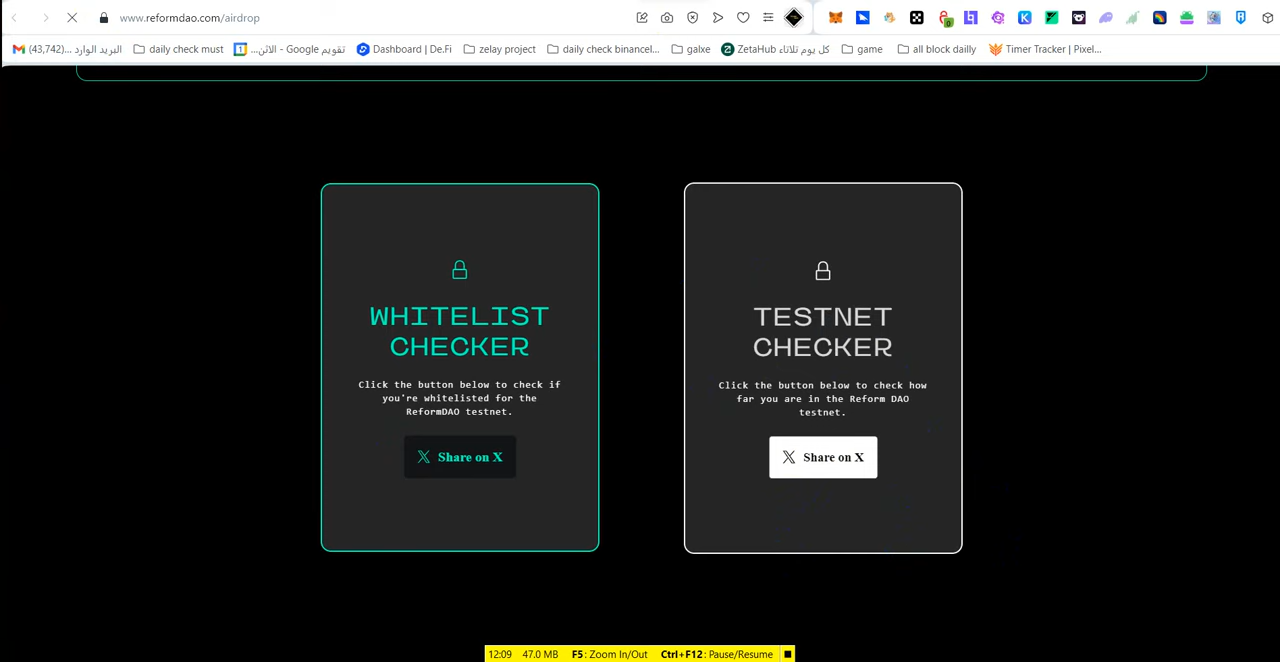 www.reformdao.com/airdrop
البريد الوارد (43,742)...
daily check must
تقويم Google - الاثن...
Dashboard | De.Fi
zelay project
daily check binancel...
galxe
ZetaHub كل يوم ثلاثاء
game
all block dailly
Timer Tracker | Pixel...
WHITELIST
CHECKER
Click the button below to check if
you're whitelisted for the
ReformDAO testnet.
Share on X
TESTNET
CHECKER
Click the button below to check how
far you are in the Reform DAO
testnet.
Share on X
12:09 47.0 MB F5: Zoom In/Out Ctrl+F12: Pause/Resume